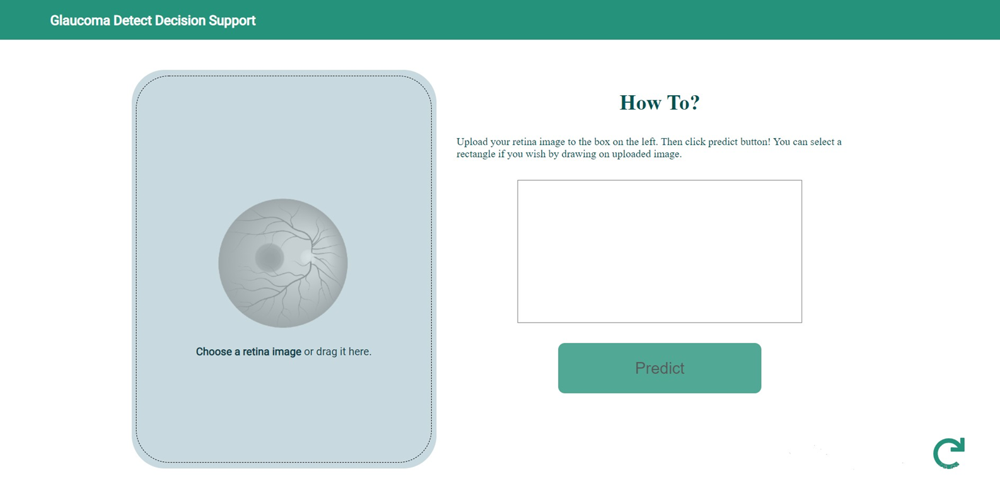 Glaucoma Detect Decision Support
Choose a retina image or drag it here.
How To?
Upload your retina image to the box on the left. Then click predict button! You can select a
rectangle if you wish by drawing on uploaded image.
Predict